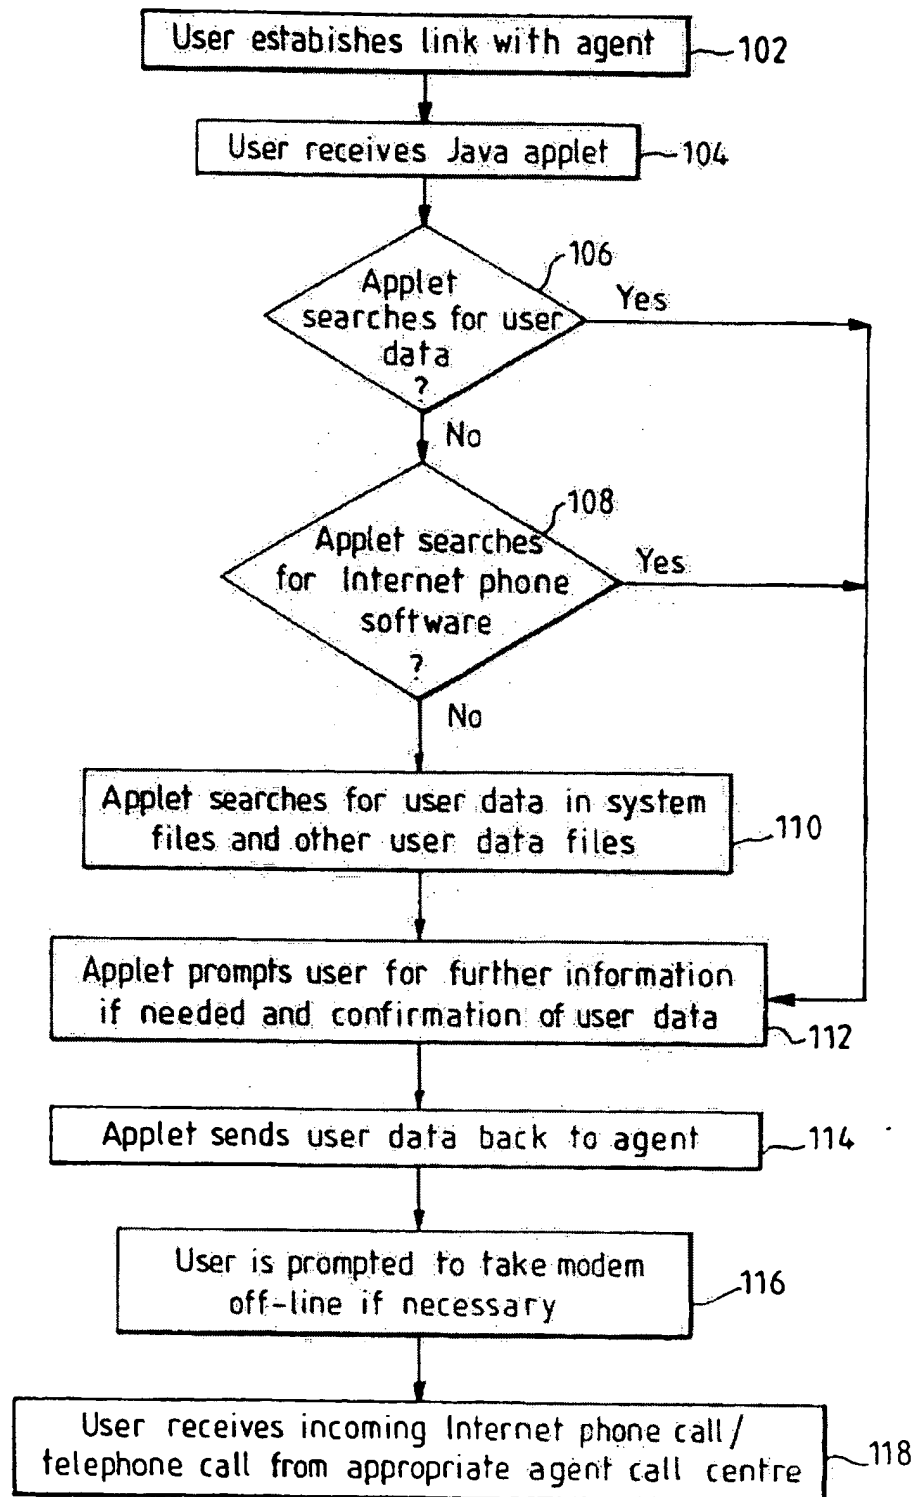 User estabishes link with agent
102
User receives Java applet
104
106
Applet
searches for user
data
?
Yes
No
108
Applet searches
for Internet phone
software
?
Yes
No
Applet searches for user data in system
files and other user data files
110
Applet prompts user for further information
if needed and confirmation of user data
112
Applet sends user data back to agent
114
User is prompted to take modem
off-line if necessary
116
User receives incoming Internet phone call/
telephone call from appropriate agent call centre
118